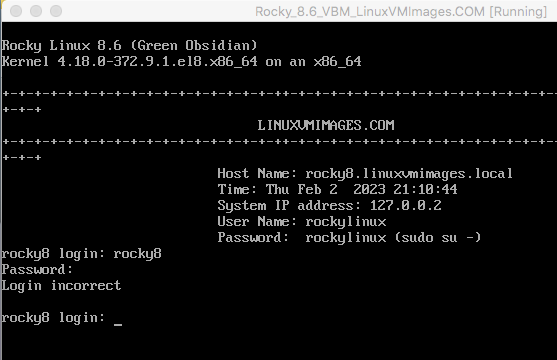 Rocky_8.6_VBM_LinuxVMImages.COM [Running]
Rocky Linux 8.6 (Green Obsidian)
Kernel 4.18.0-372.9.1.el8.x86_64 on an x86_64
+-+-+-+-+-+-+-+-+-+-+-+-+-+-+-+-+-+-+-+-+-+-+-+-+-+-+-+-+-+-+-+-+-+-+-
+-+-+
LINUXVMIMAGES.COM
+-+-+-+-+-+-+-+-+-+-+-+-+-+-+-+-+-+-+-+-+-+-+-+-+-+-+-+-+-+-+-+-+-+-+-
+-+-+
Host Name: rocky8.linuxvmimages.local
Time: Thu Feb 2  2023 21:10:44
System IP address: 127.0.0.2
User Name: rockylinux
Password:  rockylinux (sudo su -)
rocky8 login: rocky8
Password:
Login incorrect
rocky8 login: _